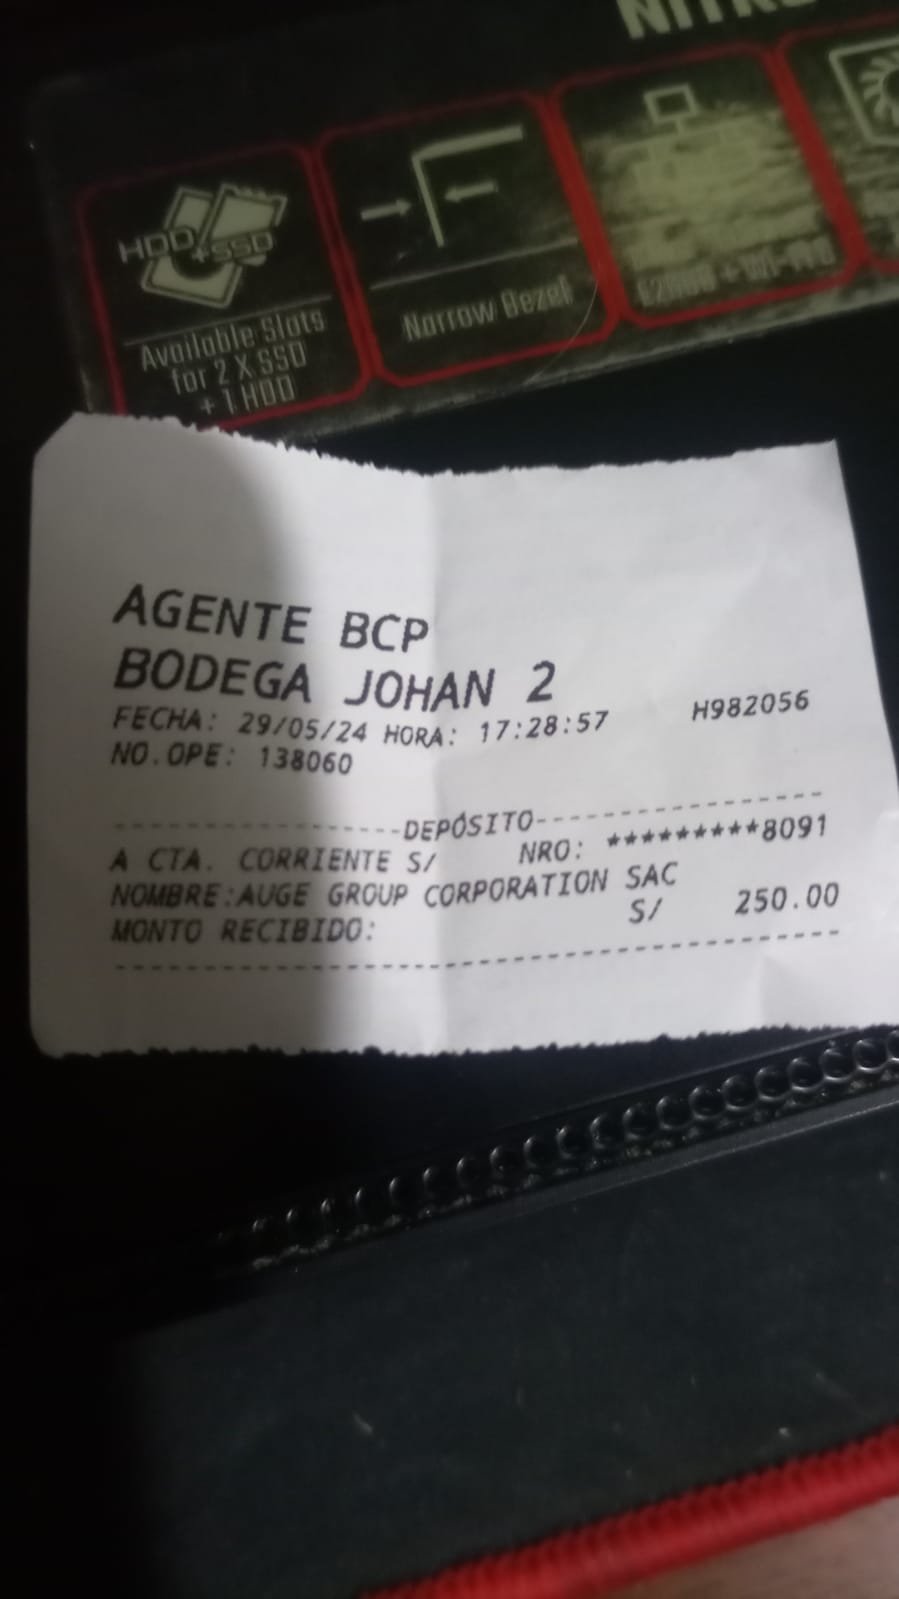 HDD+SSD
Available Slots
for 2 X SSD
+ 1 HDD
Narrow Bezel
AGENTE BCP
BODEGA JOHAN 2
FECHA: 29/05/24 HORA: 17:28:57 H982056
NO.OPE: 138060
-----------------DEPÓSITO-----------------
A CTA. CORRIENTE S/ NRO: *********8091
NOMBRE:AUGE GROUP CORPORATION SAC
MONTO RECIBIDO: S/ 250.00